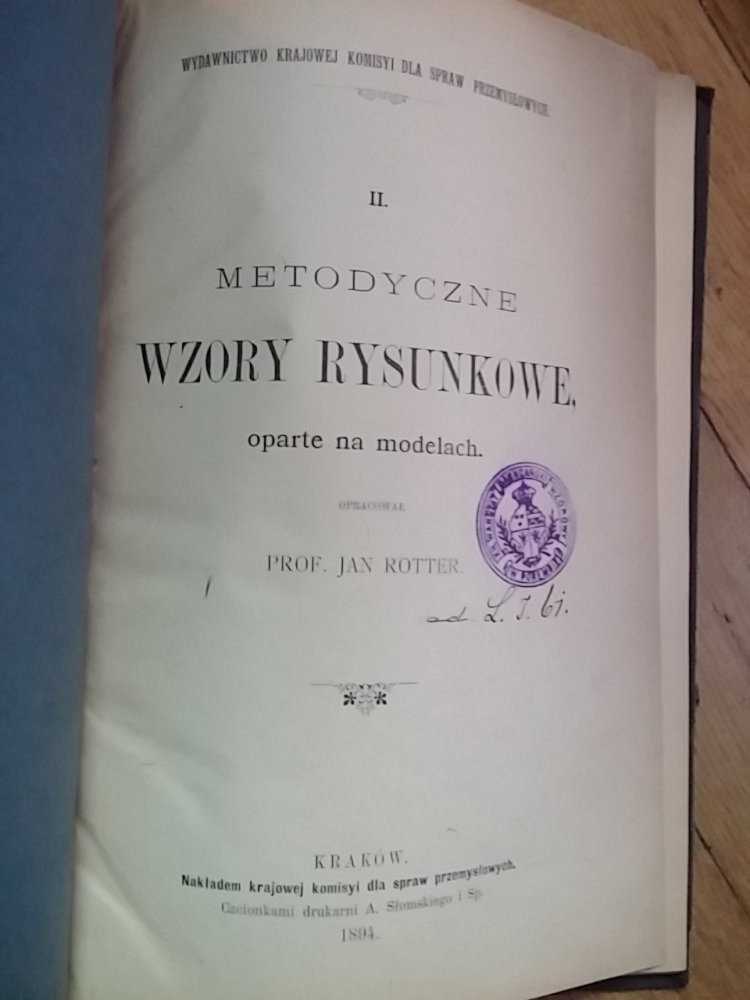 WYDAWNICTWO KRAJOWEJ KOMISYI DLA SPRAW PRZEMYSŁOWYCH.
II.
METODYCZNE
WZORY RYSUNKOWE,
oparte na modelach.
OPRACOWAŁ
PROF. JAN ROTTER.
ad. L. I.
KRAKÓW.
Nakładem krajowej komisyi dla spraw przemysłowych.
Czcionkami drukarni A. Słomskiego i Sp.
1894.